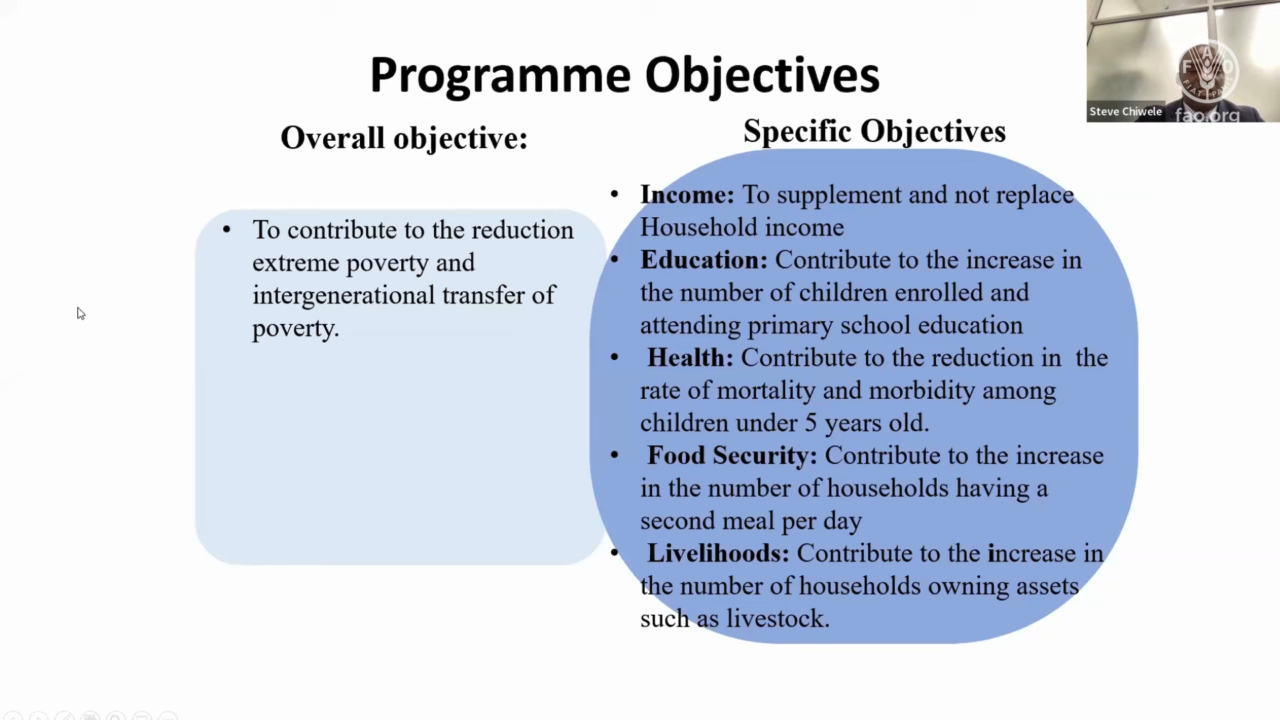 Programme Objectives
Overall objective:
• To contribute to the reduction
extreme poverty and
intergenerational transfer of
poverty.
Specific Objectives
• Income: To supplement and not replace
Household income
• Education: Contribute to the increase in
the number of children enrolled and
attending primary school education
• Health: Contribute to the reduction in the
rate of mortality and morbidity among
children under 5 years old.
• Food Security: Contribute to the increase
in the number of households having a
second meal per day
• Livelihoods: Contribute to the increase in
the number of households owning assets
such as livestock.
Steve Chiwele
F A O
fao.org